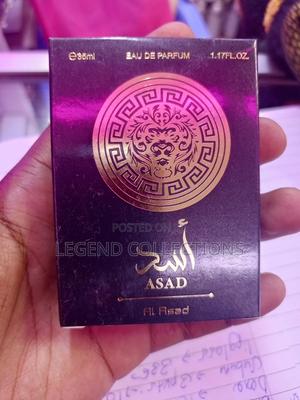 ℮35ml EAU DE PARFUM 1.17FL.OZ.
POSTED ON
LEGEND COLLECTIONS
أسد
ASAD
Al Asad